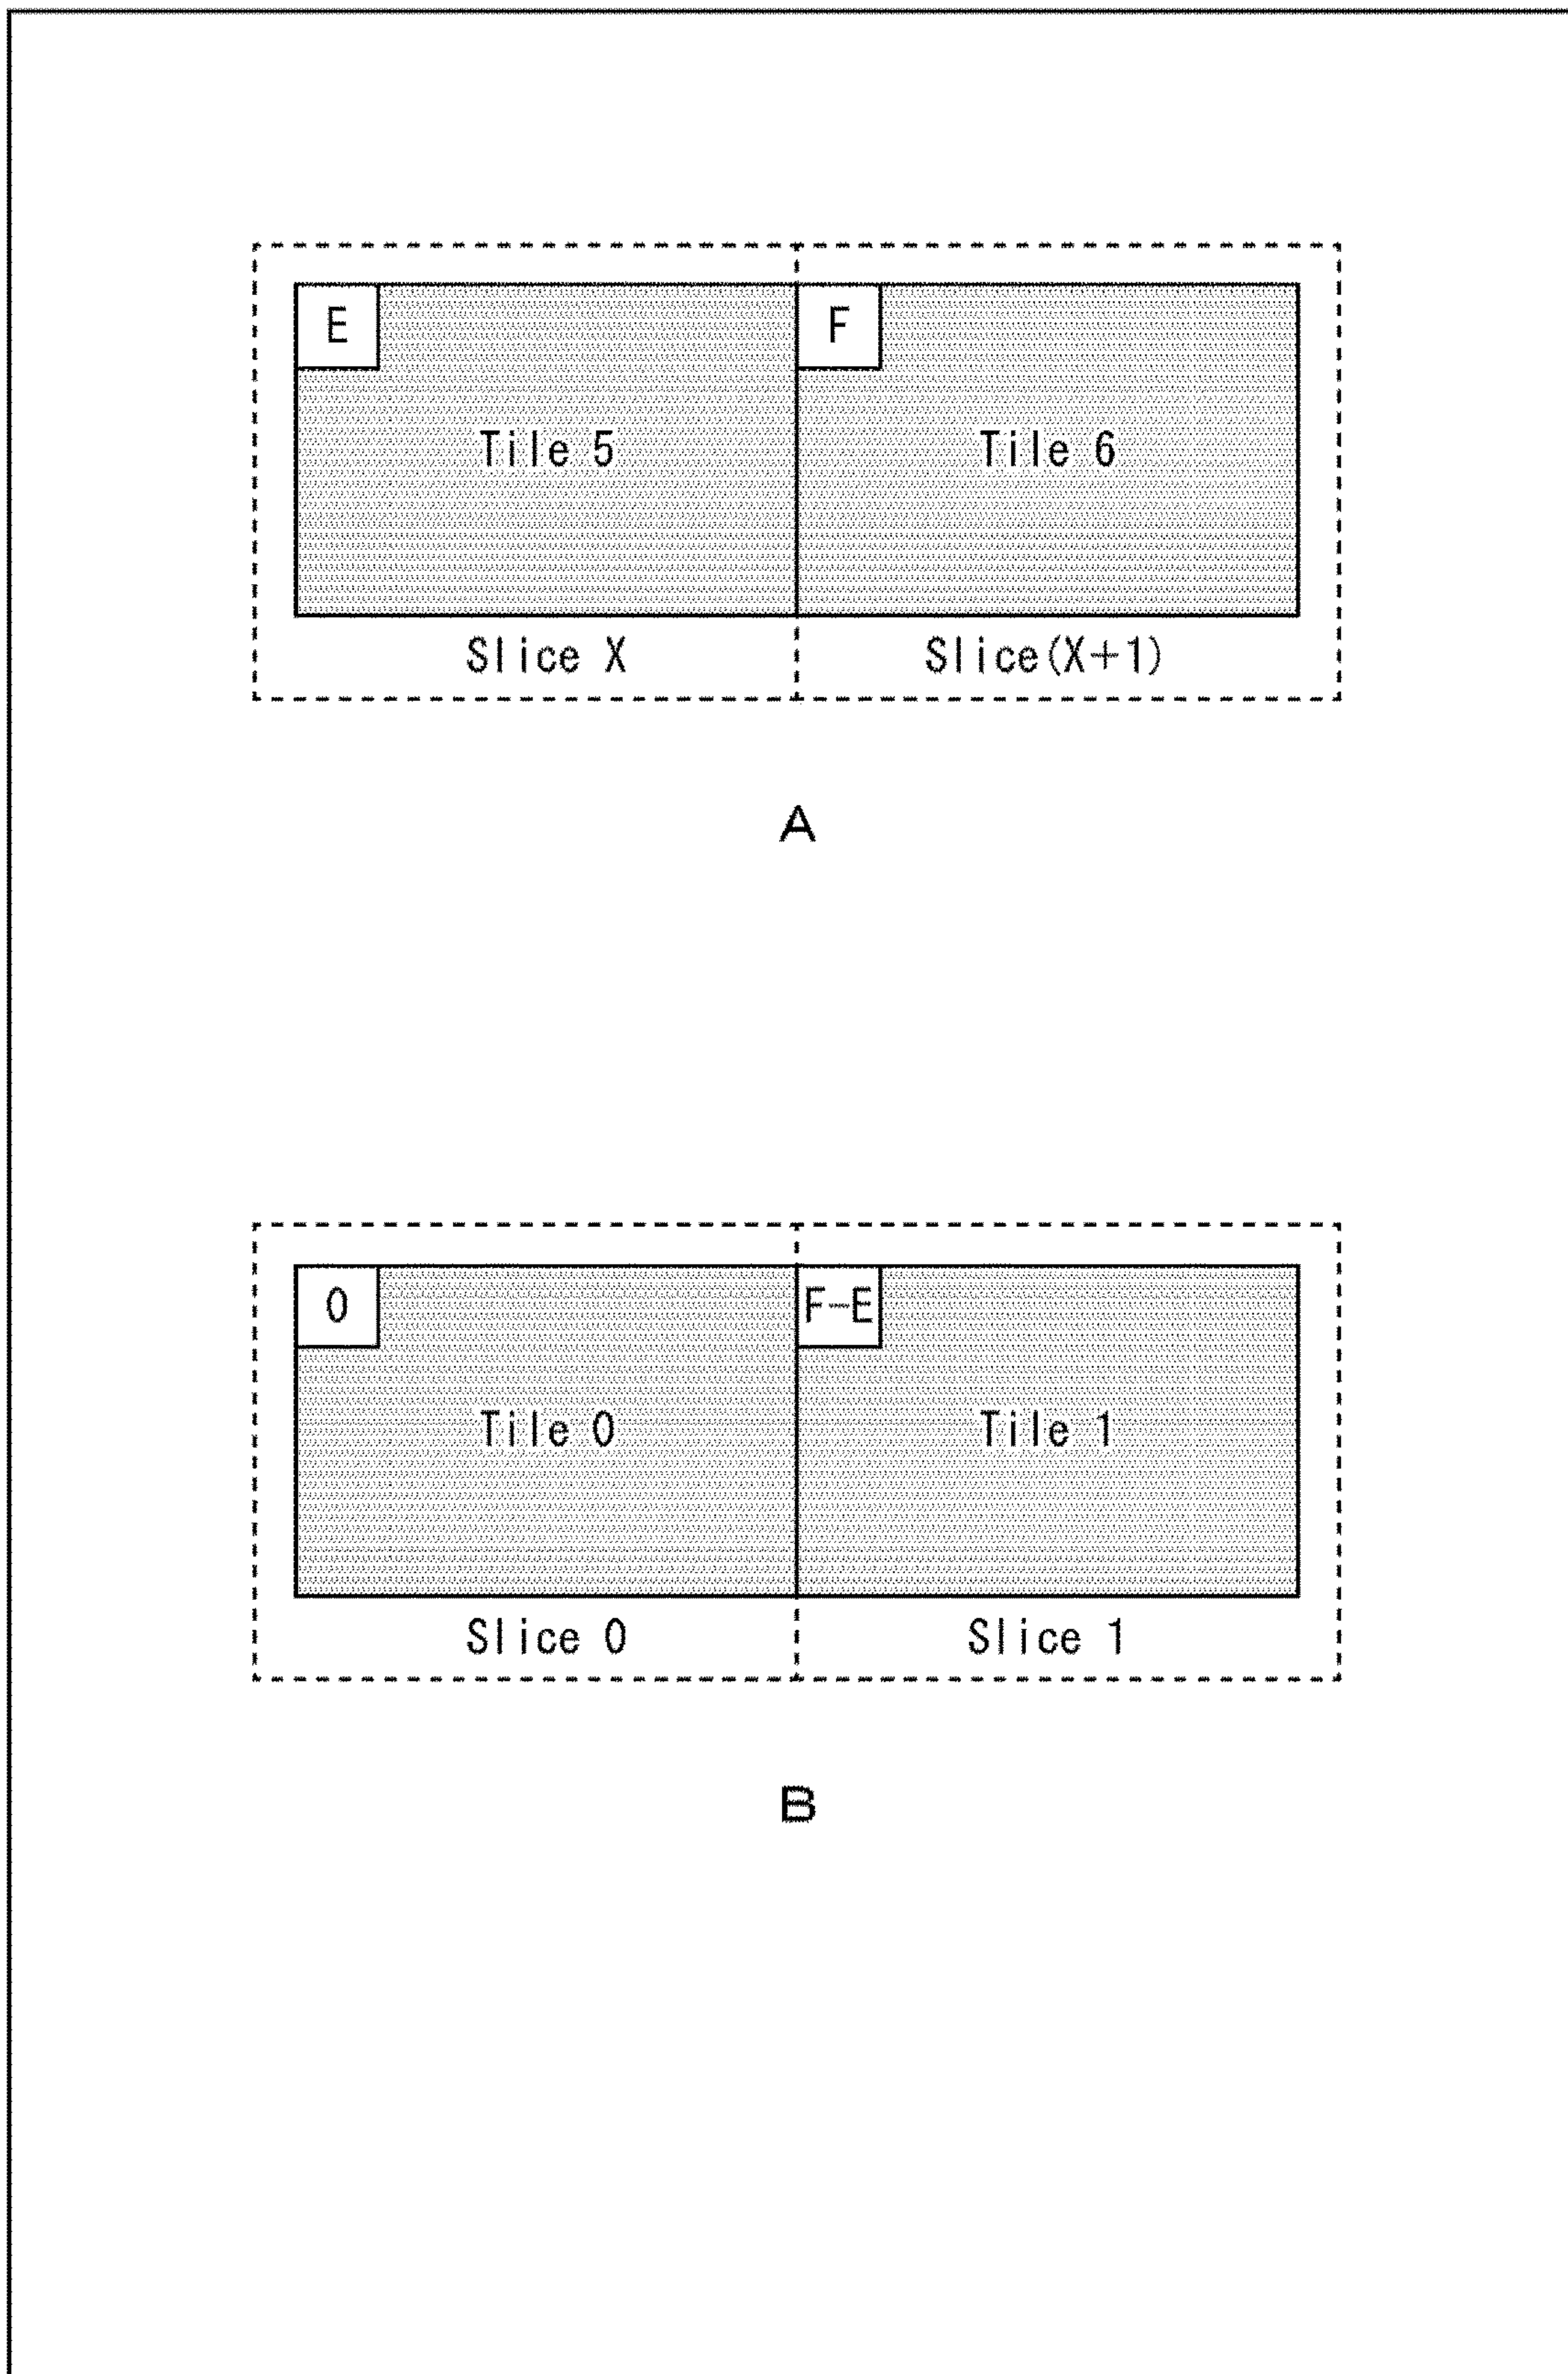 E
F
Tile 5
Tile 6
Slice X
Slice(X+1)
A
0
F-E
Tile 0
Tile 1
Slice 0
Slice 1
B